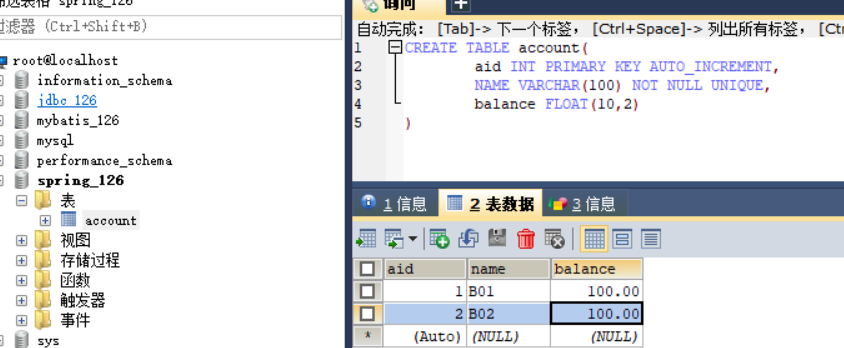 筛选表格 spring_126
过滤器 (Ctrl+Shift+B)
root@localhost
information_schema
jdbc_126
mybatis_126
mysql
performance_schema
spring_126
表
account
视图
存储过程
函数
触发器
事件
sys
询问
自动完成: [Tab]-> 下一个标签, [Ctrl+Space]-> 列出所有标签, [Ct
1 CREATE TABLE account(
2 aid INT PRIMARY KEY AUTO_INCREMENT,
3 NAME VARCHAR(100) NOT NULL UNIQUE,
4 balance FLOAT(10,2)
5 )
1 信息 2 表数据 3 信息
aid name balance
1 B01 100.00
2 B02 100.00
* (Auto) (NULL) (NULL)